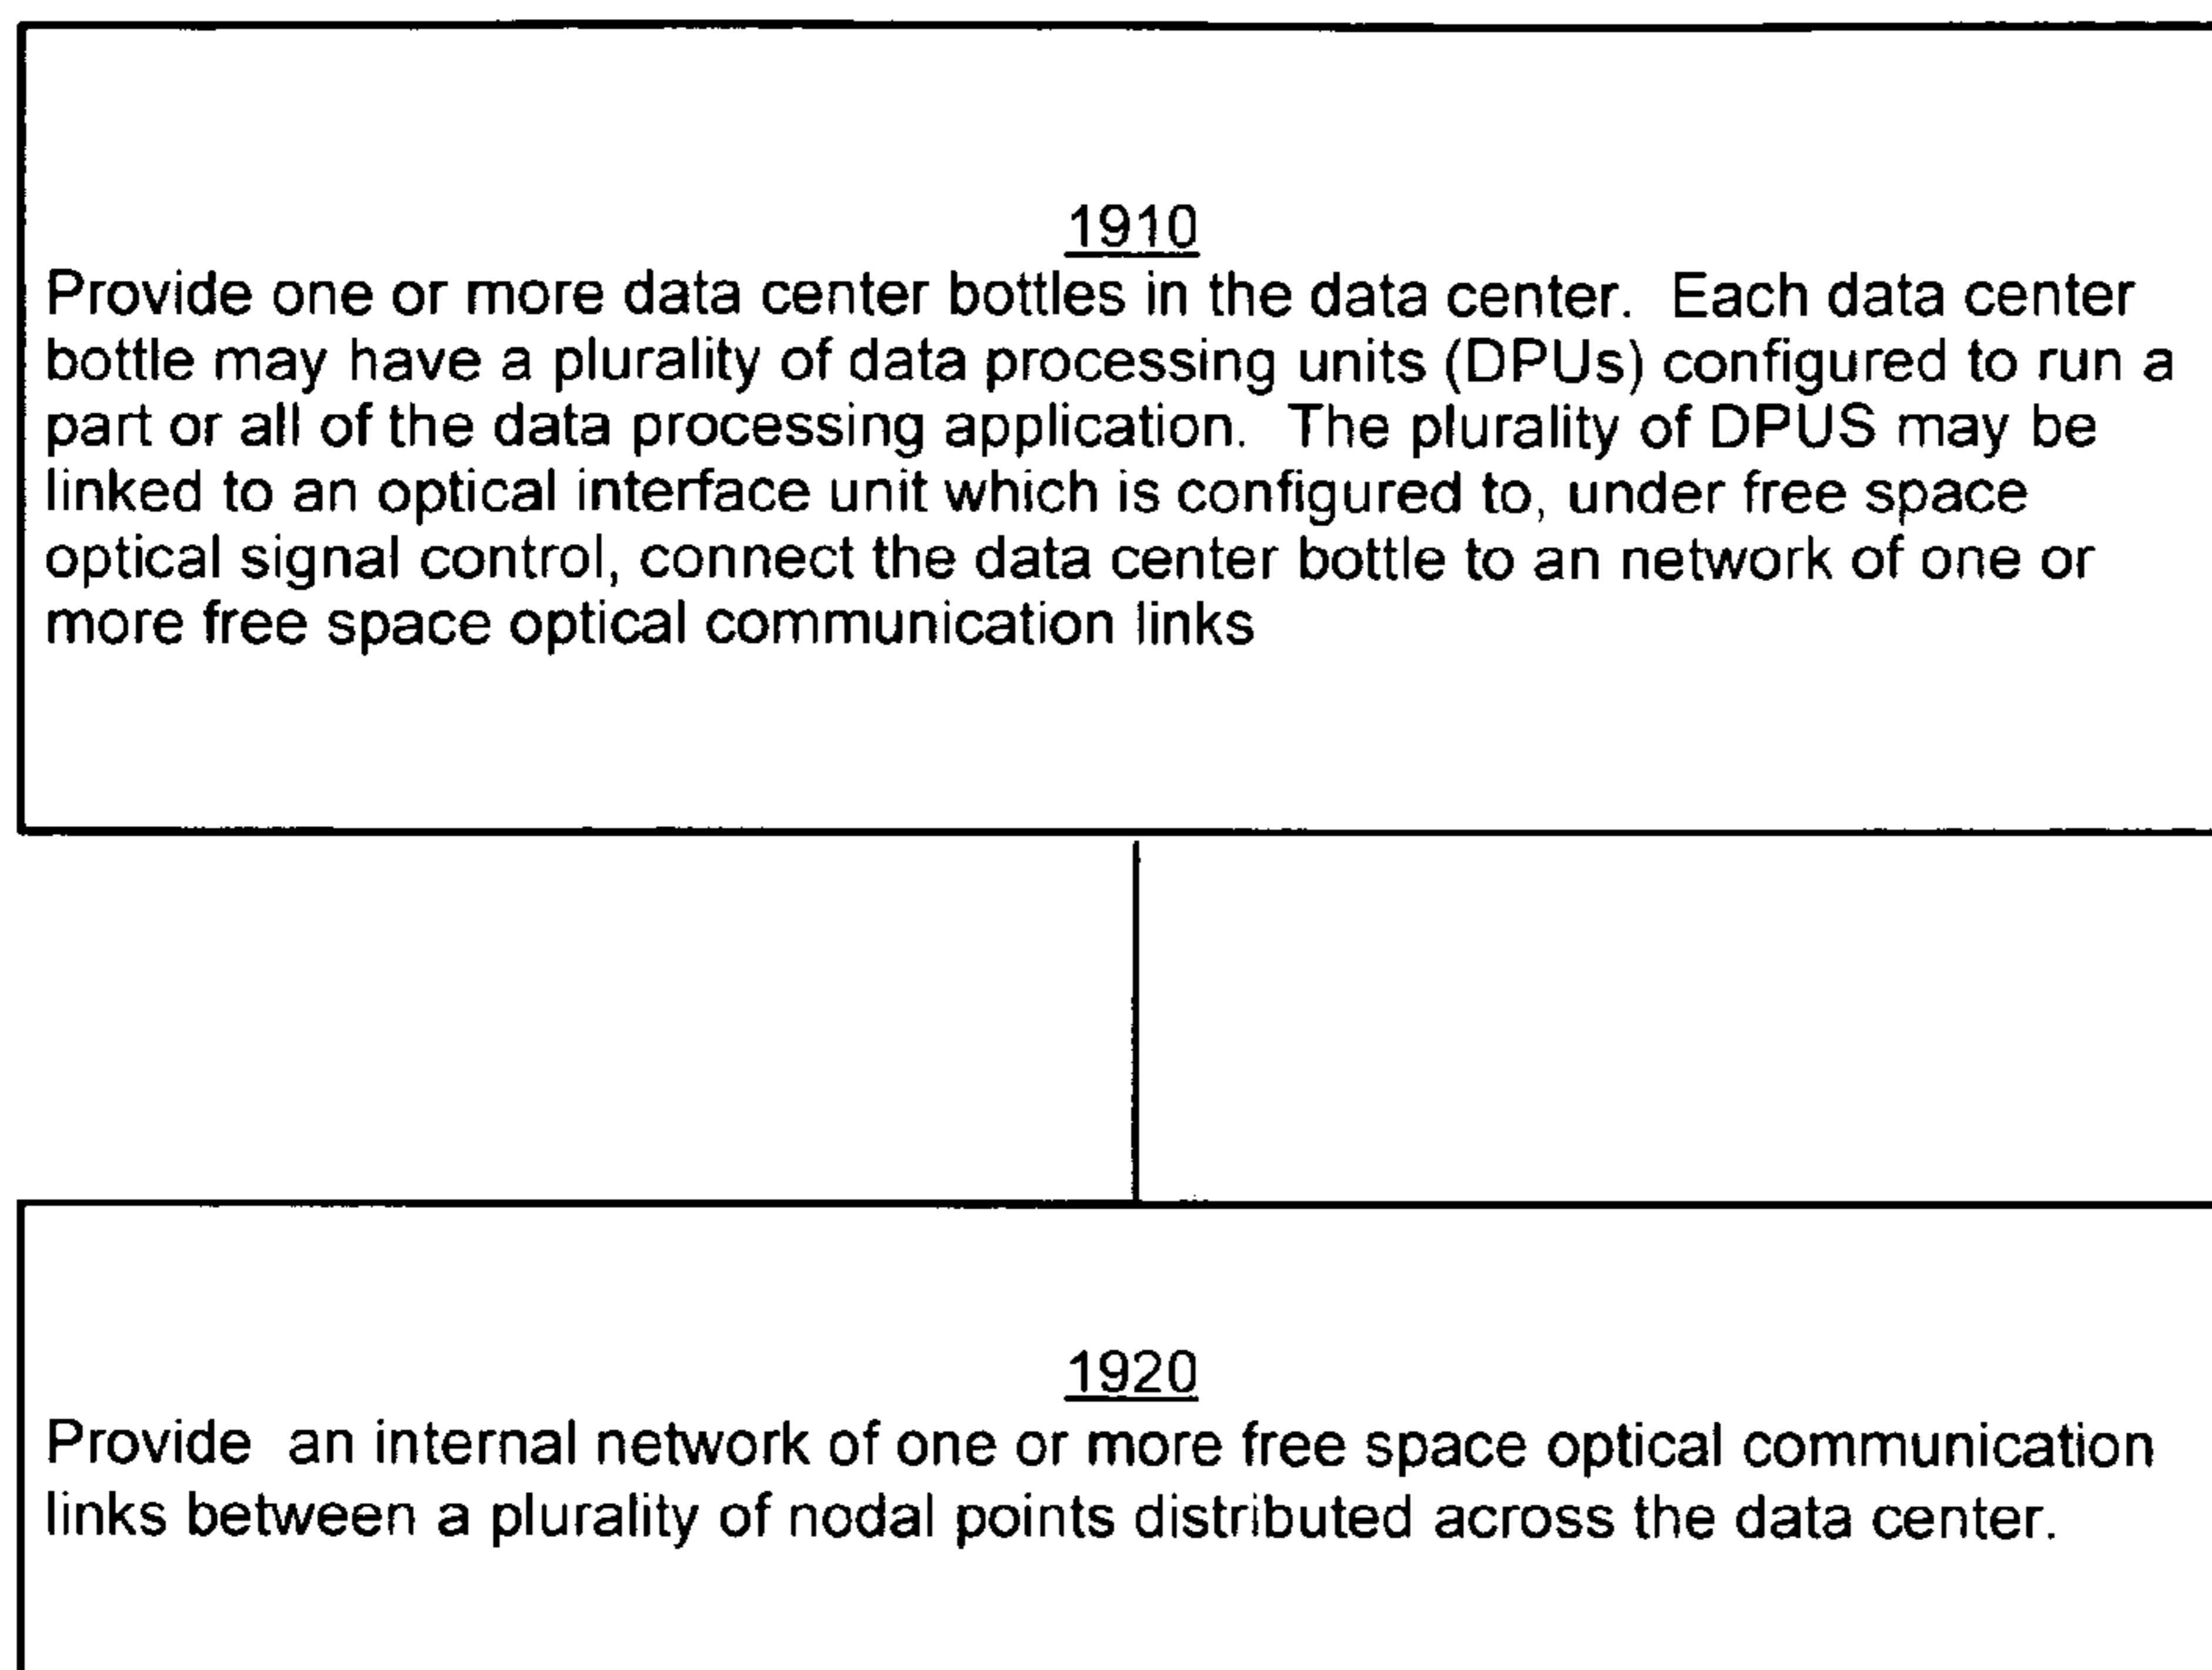 1910
Provide one or more data center bottles in the data center. Each data center
bottle may have a plurality of data processing units (DPUs) configured to run a
part or all of the data processing application. The plurality of DPUS may be
linked to an optical interface unit which is configured to, under free space
optical signal control, connect the data center bottle to an network of one or
more free space optical communication links
1920
Provide an internal network of one or more free space optical communication
links between a plurality of nodal points distributed across the data center.